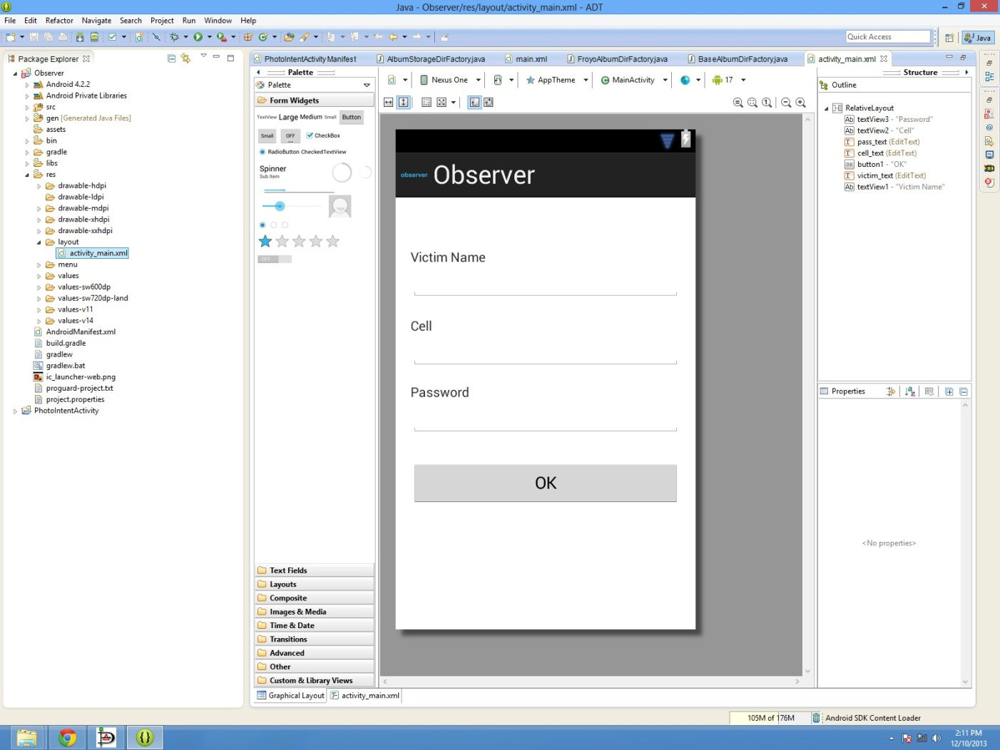 Java - Observer/res/layout/activity_main.xml - ADT
File Edit Refactor Navigate Search Project Run Window Help
Quick Access
Java
Package Explorer
Observer
Android 4.2.2
Android Private Libraries
src
gen [Generated Java Files]
assets
bin
gradle
libs
res
drawable-hdpi
drawable-ldpi
drawable-mdpi
drawable-xhdpi
drawable-xxhdpi
layout
activity_main.xml
menu
values
values-sw600dp
values-sw720dp-land
values-v11
values-v14
AndroidManifest.xml
build.gradle
gradlew
gradlew.bat
ic_launcher-web.png
proguard-project.txt
project.properties
PhotoIntentActivity
PhotoIntentActivity Manifest
AlbumStorageDirFactory.java
main.xml
FroyoAlbumDirFactory.java
BaseAlbumDirFactory.java
activity_main.xml
Palette
Palette
Form Widgets
TextView Large Medium Small Button
Small OFF CheckBox
RadioButton CheckedTextView
Spinner
Sub Item
OFF
Text Fields
Layouts
Composite
Images & Media
Time & Date
Transitions
Advanced
Other
Custom & Library Views
Nexus One
AppTheme
MainActivity
17
observer Observer
Victim Name
Cell
Password
OK
Graphical Layout
activity_main.xml
Structure
Outline
RelativeLayout
Ab textView3 - "Password"
Ab textView2 - "Cell"
I pass_text (EditText)
I cell_text (EditText)
OK button1 - "OK"
I victim_text (EditText)
Ab textView1 - "Victim Name"
Properties
<No properties>
105M of 176M
Android SDK Content Loader
2:11 PM
12/10/2013